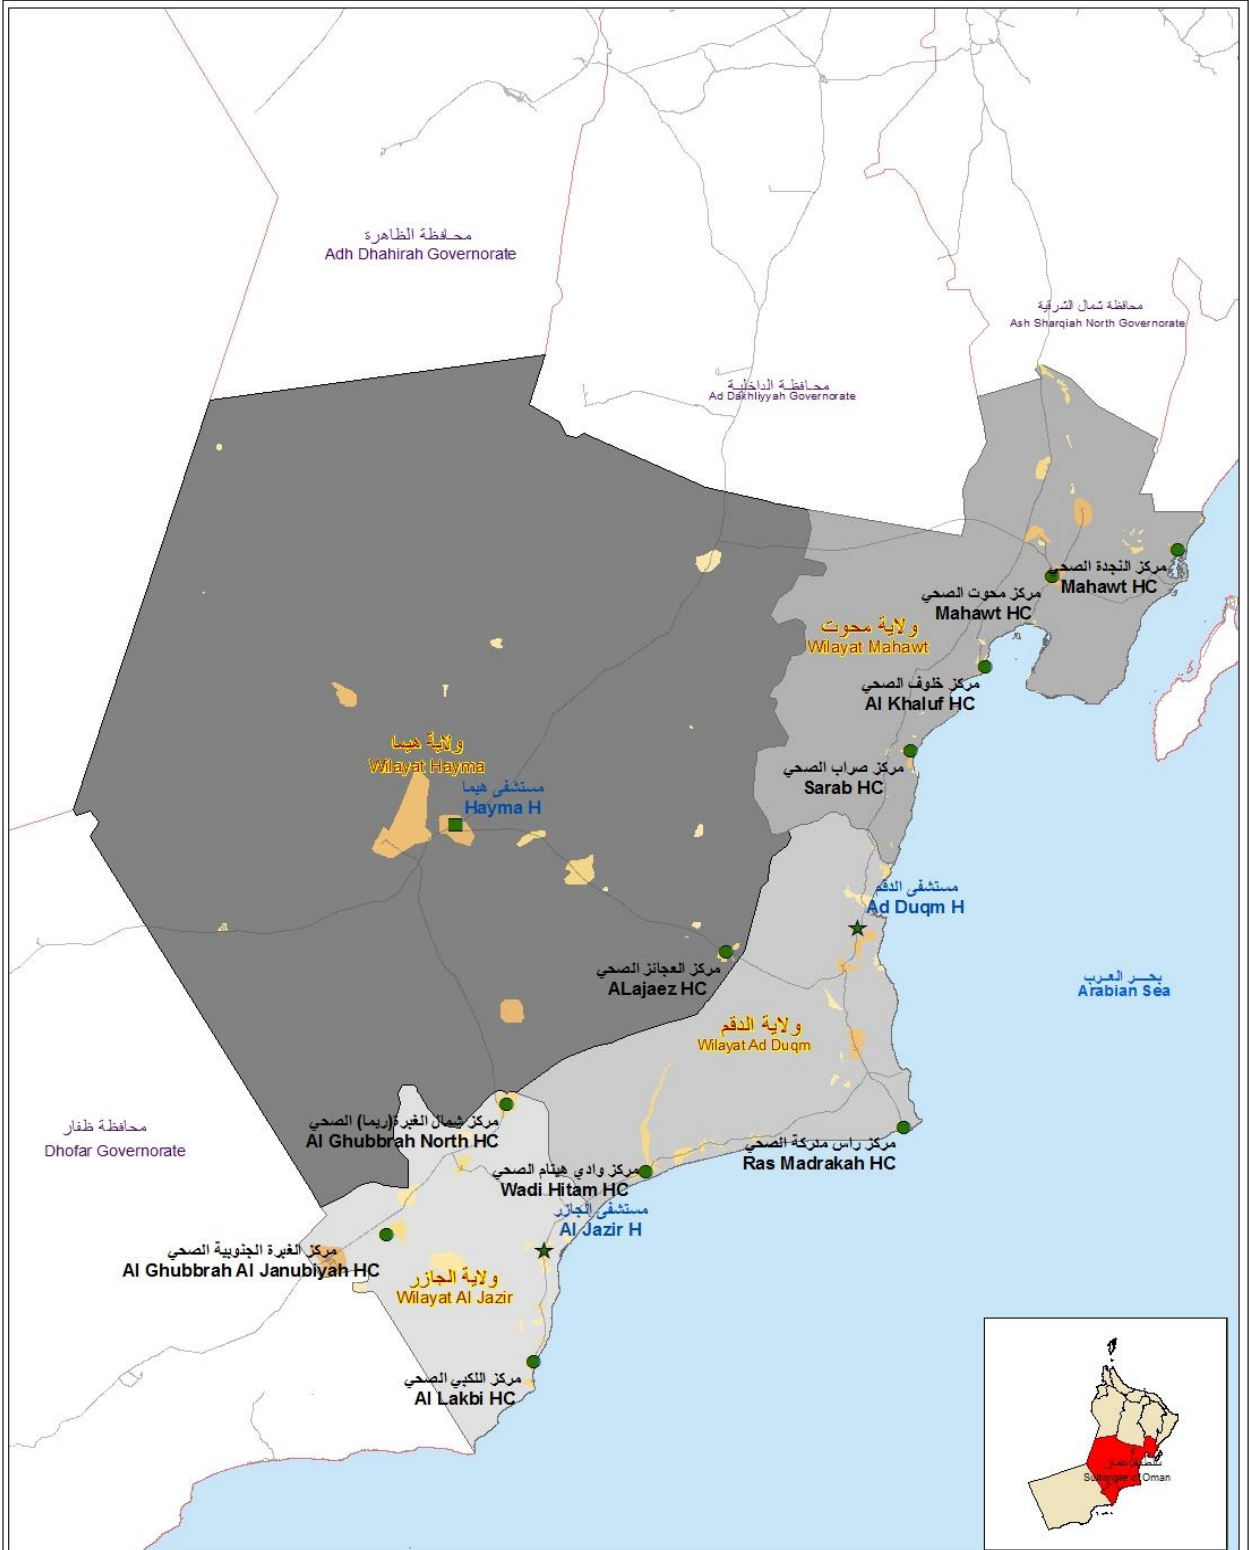 محافظة الظاهرة
Adh Dhahirah Governorate
محافظة شمال الشرقية
Ash Sharqiah North Governorate
محافظة الداخلية
Ad Dakhliyyah Governorate
مركز النجدة الصحي
Mahawt HC
مركز محوت الصحي
Mahawt HC
ولاية محوت
Wilayat Mahawt
مركز خلوف الصحي
Al Khaluf HC
ولاية هيما
Wilayat Hayma
مركز صراب الصحي
Sarab HC
مستشفى هيما
Hayma H
مستشفى الدقم
Ad Duqm H
مركز العجائز الصحي
ALajaez HC
بحر العرب
Arabian Sea
ولاية الدقم
Wilayat Ad Duqm
محافظة ظفار
Dhofar Governorate
مركز شمال الغبرة(ريما) الصحي
Al Ghubbrah North HC
مركز راس مدركة الصحي
Ras Madrakah HC
مركز وادي هيتام الصحي
Wadi Hitam HC
مستشفى الجازر
Al Jazir H
مركز الغبرة الجنوبية الصحي
Al Ghubbrah Al Janubiyah HC
ولاية الجازر
Wilayat Al Jazir
مركز اللكبي الصحي
Al Lakbi HC
سلطنة عمان
Sultanate of Oman